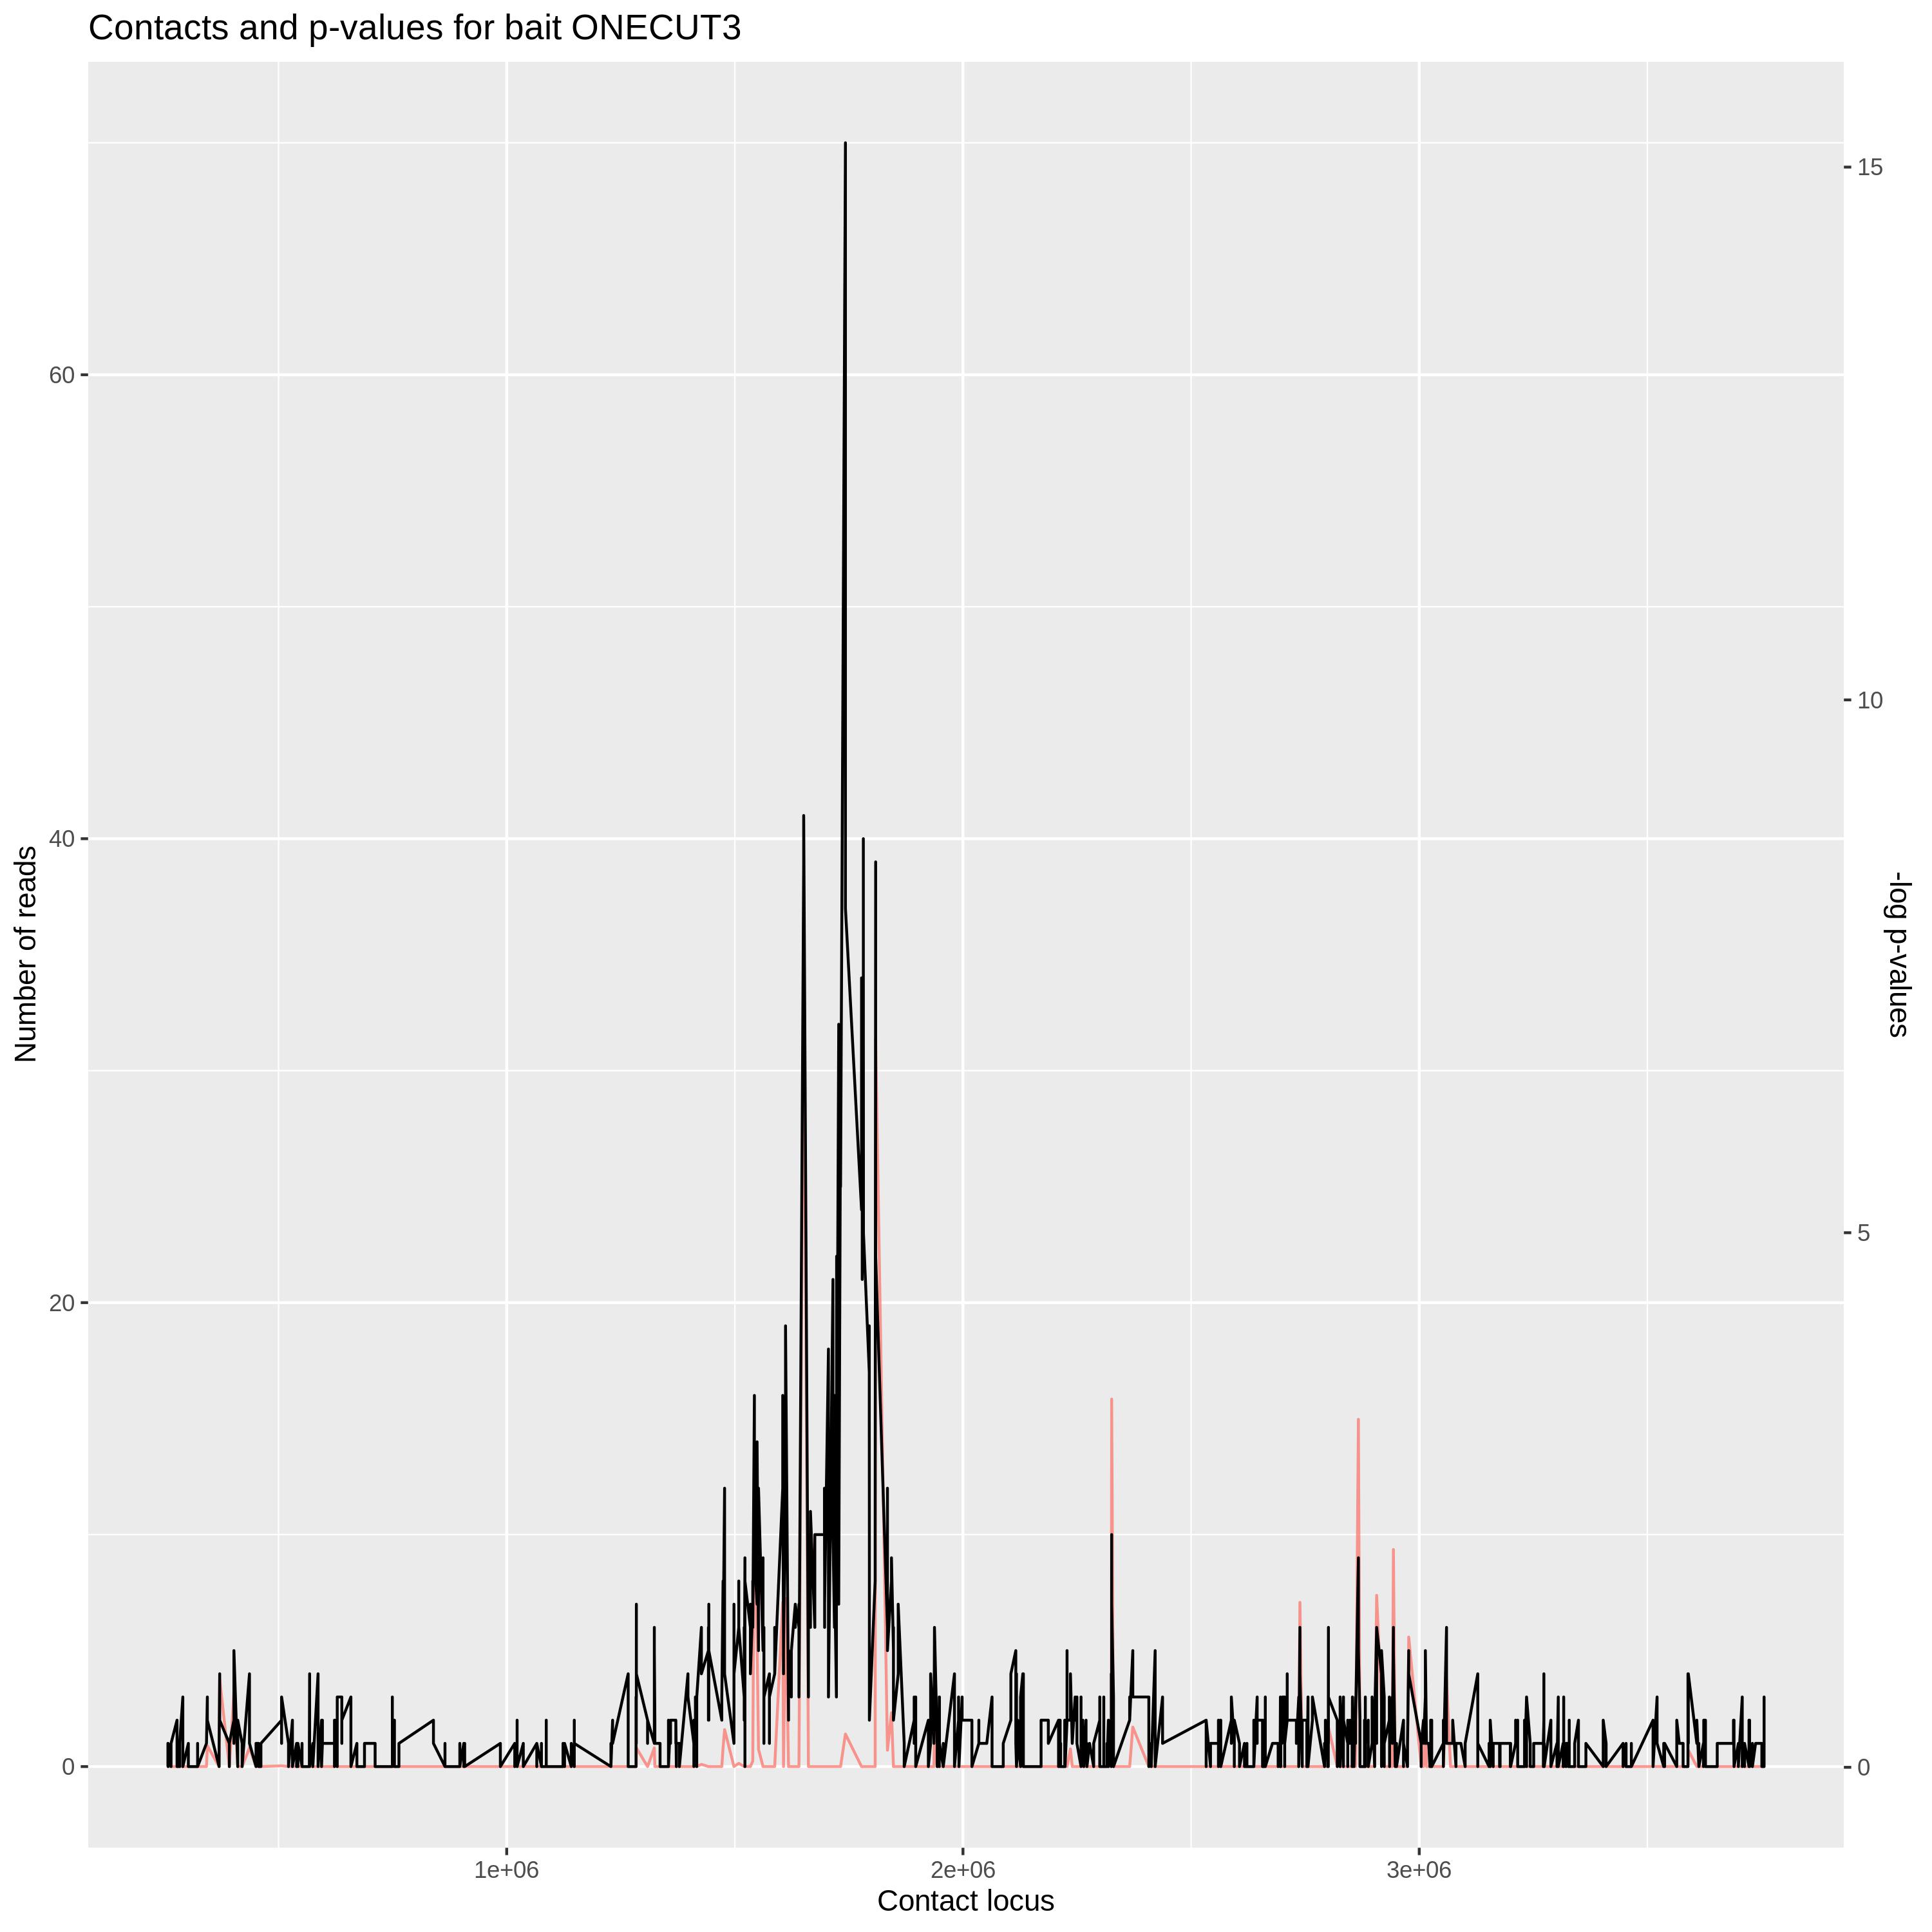 Contacts and p-values for bait ONECUT3
Number of reads
60
40
20
0
15
10
5
0
-log p-values
1e+06
2e+06
3e+06
Contact locus